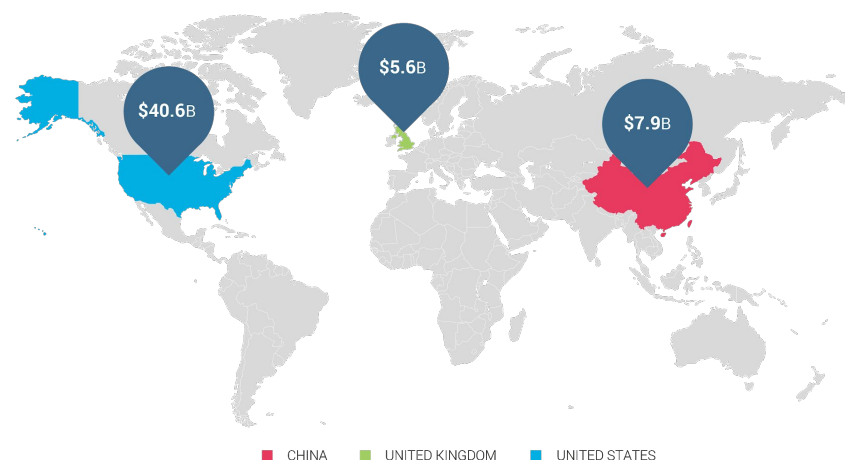 $5.6B
$40.6B
$7.9B
CHINA
UNITED KINGDOM
UNITED STATES